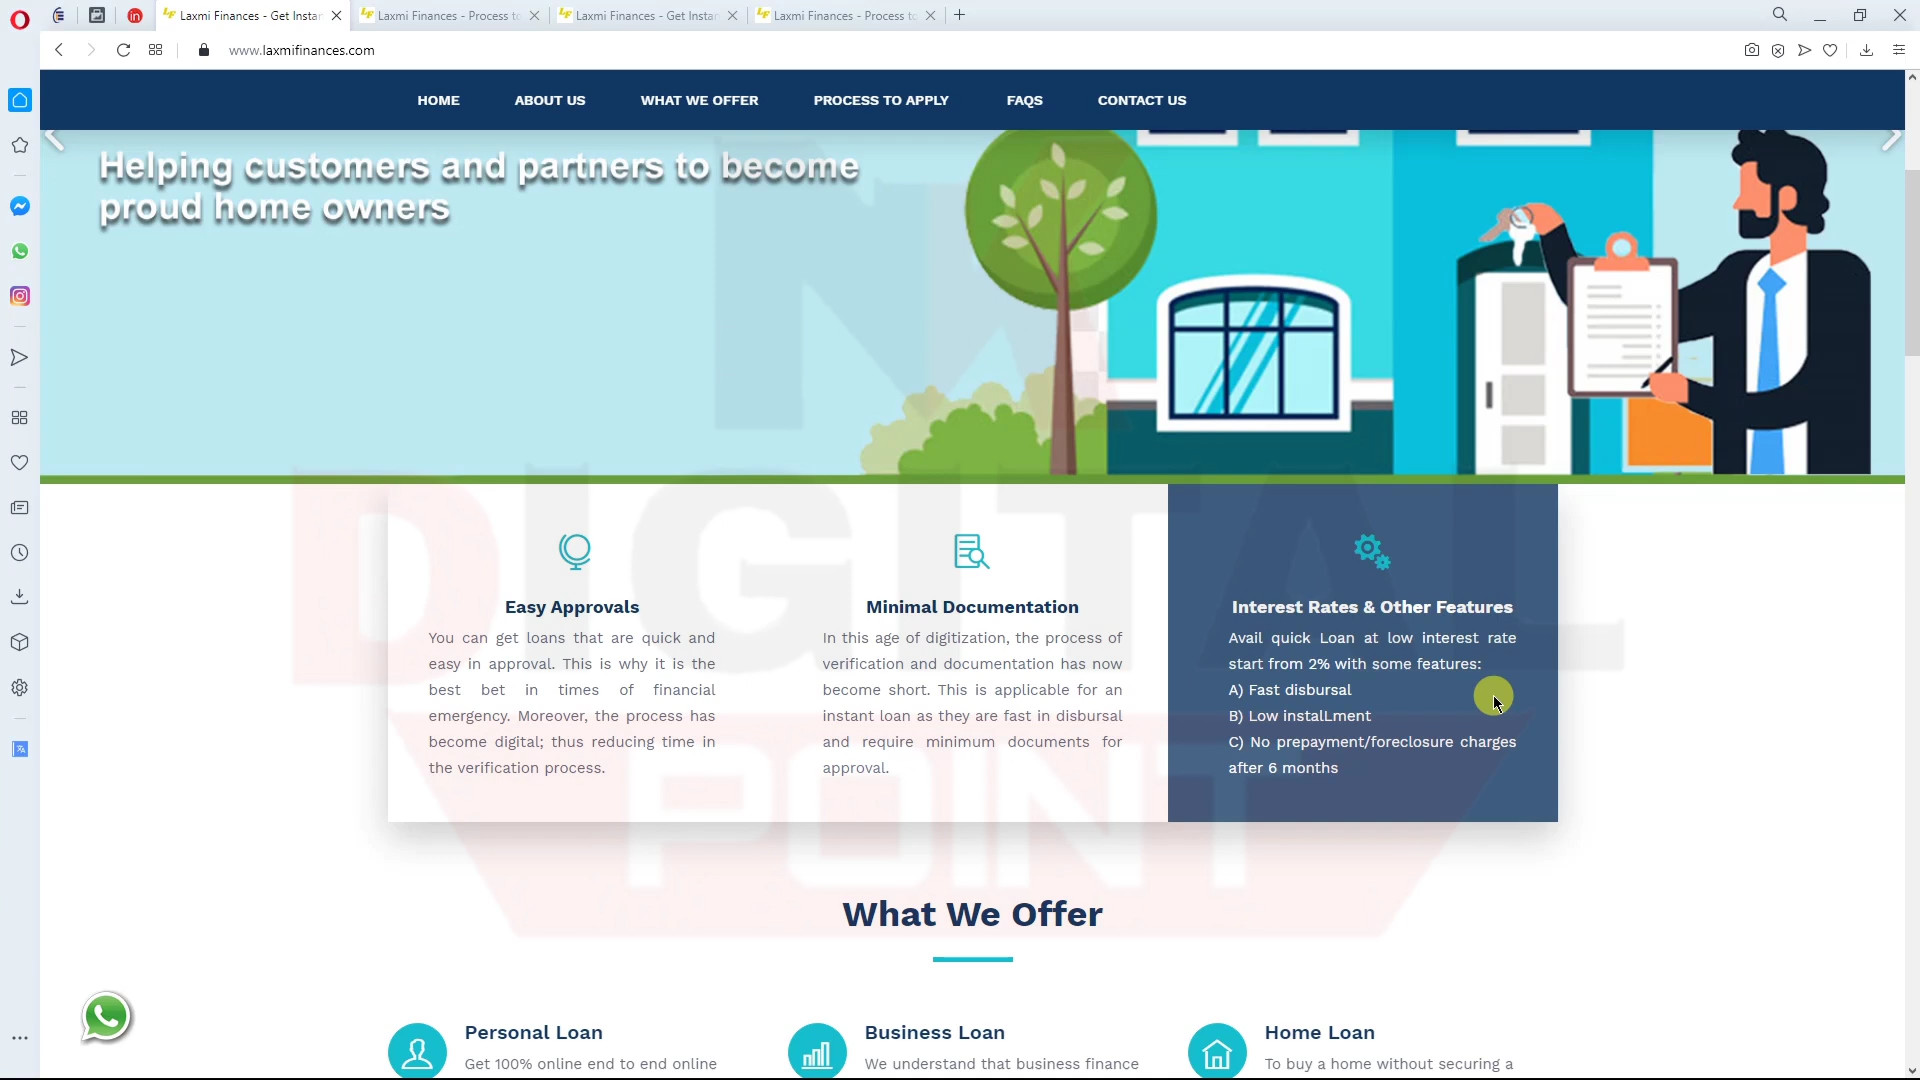 Laxmi Finances - Get Instan
Laxmi Finances - Process to
Laxmi Finances - Get Instan
Laxmi Finances - Process to
www.laxmifinances.com
HOME ABOUT US WHAT WE OFFER PROCESS TO APPLY FAQS CONTACT US
Helping customers and partners to become
proud home owners
Easy Approvals
You can get loans that are quick and
easy in approval. This is why it is the
best bet in times of financial
emergency. Moreover, the process has
become digital; thus reducing time in
the verification process.
Minimal Documentation
In this age of digitization, the process of
verification and documentation has now
become short. This is applicable for an
instant loan as they are fast in disbursal
and require minimum documents for
approval.
Interest Rates & Other Features
Avail quick Loan at low interest rate
start from 2% with some features:
A) Fast disbursal
B) Low instalLment
C) No prepayment/foreclosure charges
after 6 months
DIGITAL
POINT
What We Offer
Personal Loan
Get 100% online end to end online
Business Loan
We understand that business finance
Home Loan
To buy a home without securing a